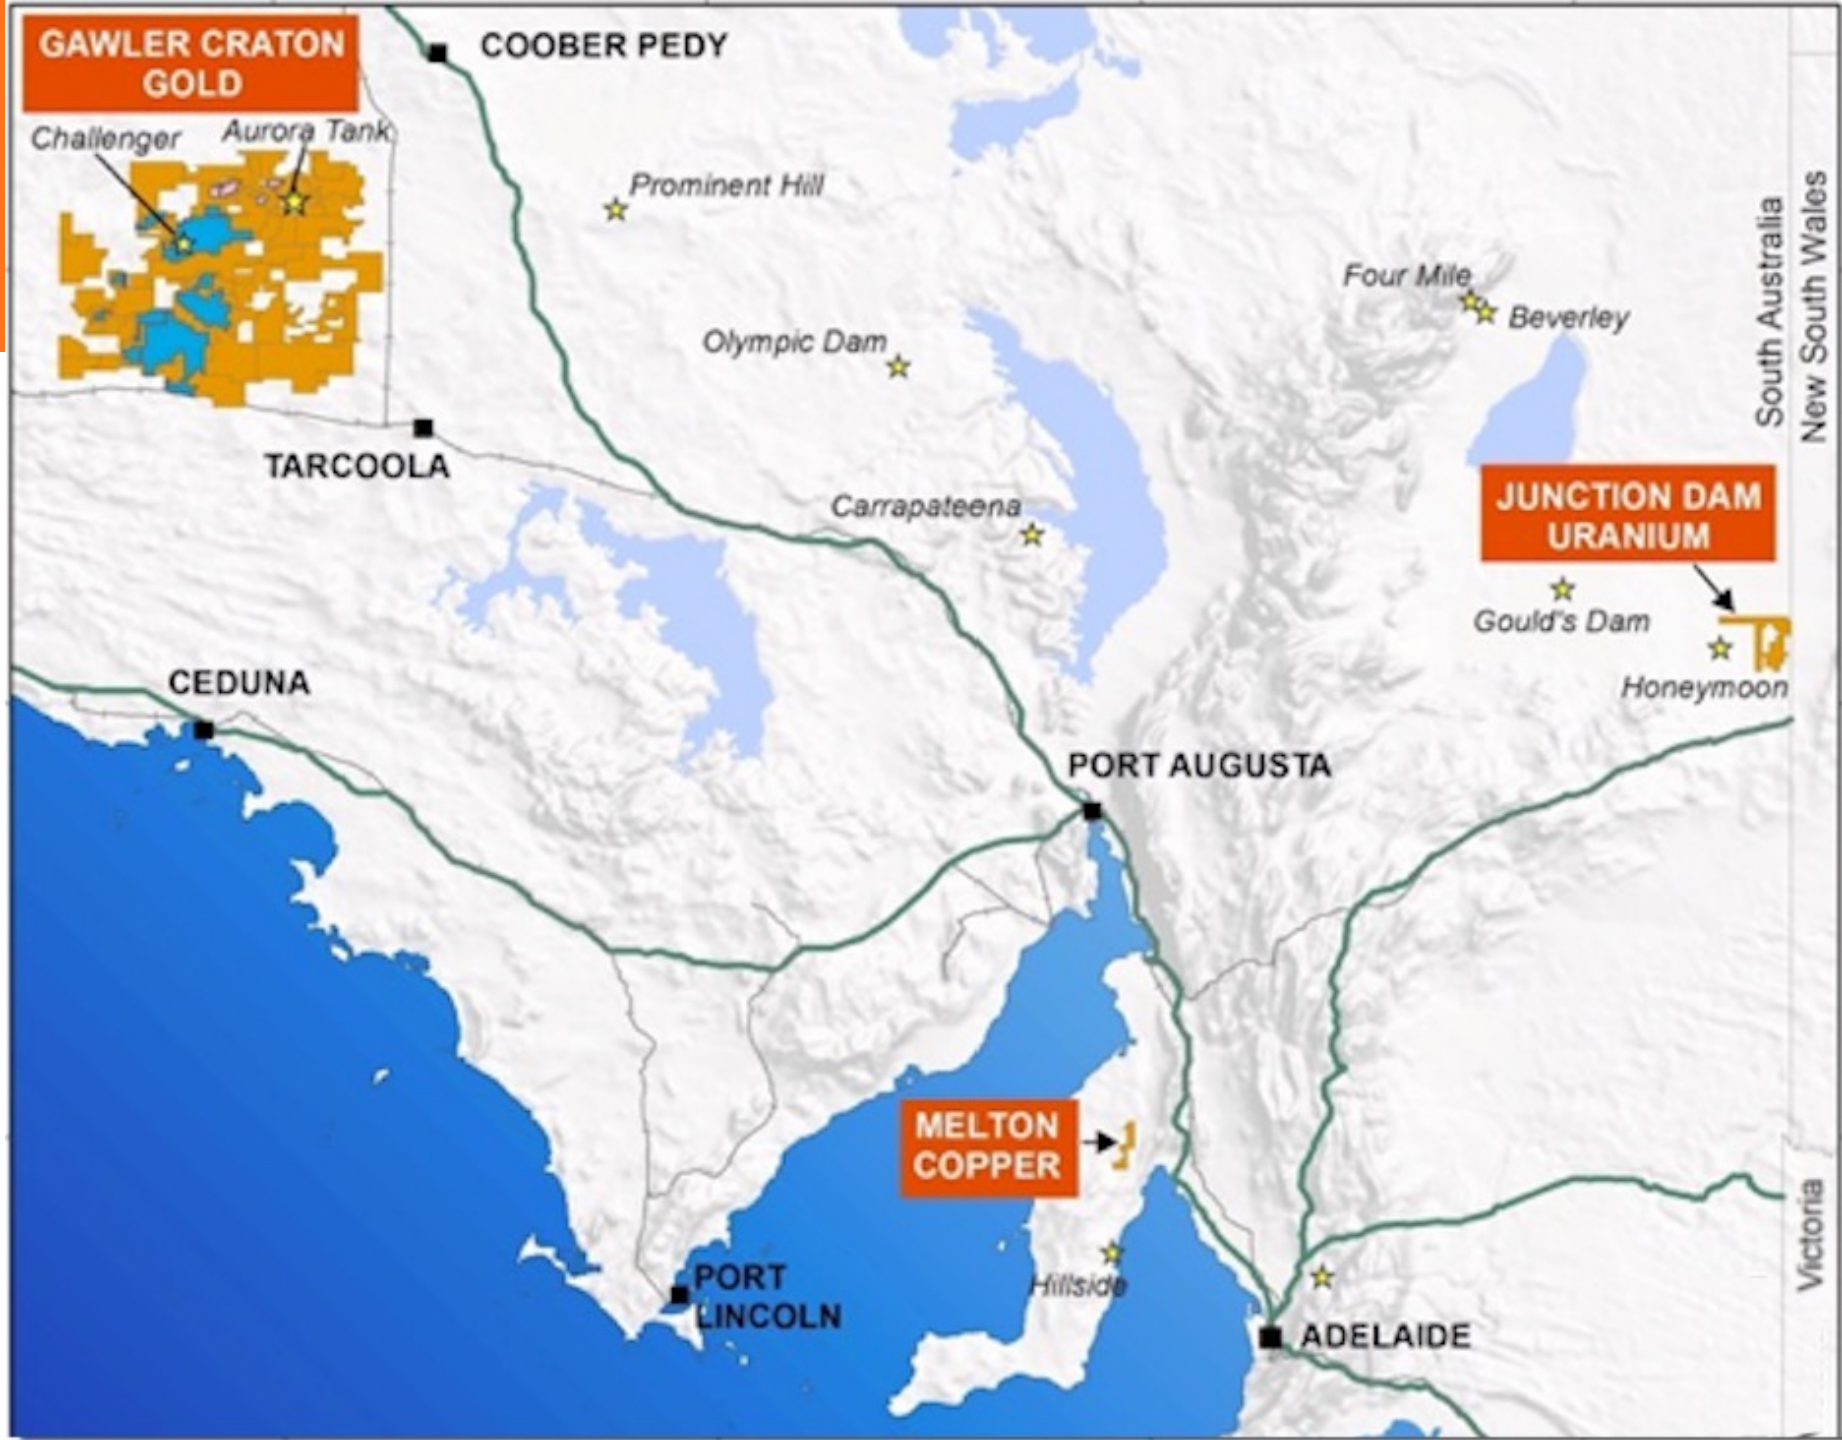 GAWLER CRATON
GOLD
COOBER PEDY
Challenger
Aurora Tank
Prominent Hill
South Australia
New South Wales
Four Mile
Beverley
Olympic Dam
TARCOOLA
Carrapateena
JUNCTION DAM
URANIUM
Gould's Dam
Honeymoon
CEDUNA
PORT AUGUSTA
MELTON
COPPER
Victoria
Hillside
PORT
LINCOLN
ADELAIDE